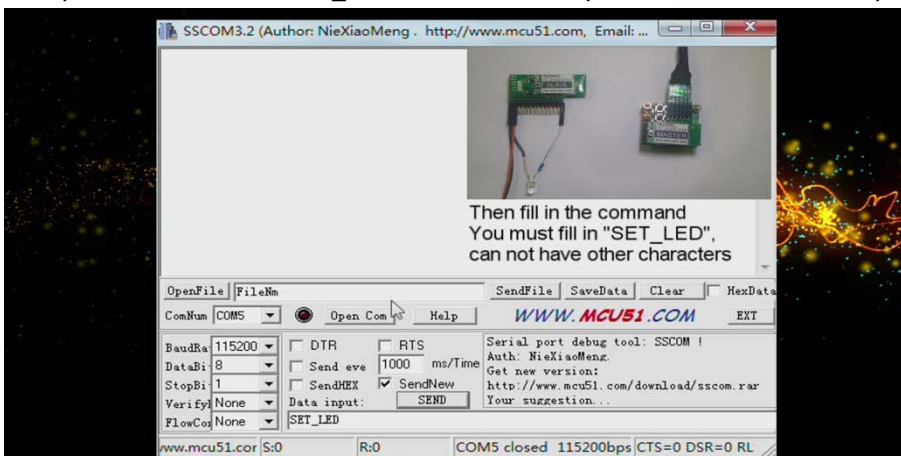 SSCOM3.2 (Author: NieXiaoMeng . http://www.mcu51.com, Email: ...
SLAVE
MASTER
Then fill in the command
You must fill in "SET_LED",
can not have other characters
OpenFile FileNm SendFile SaveData Clear HexData
ComNum COM5 Open Com Help WWW.MCU51.COM EXT
BaudRa 115200 DTR RTS
DataBi 8 Send eve 1000 ms/Time
StopBi 1 SendHEX SendNew
Verifyl None Data input: SEND
FlowCo None SET_LED
Serial port debug tool: SSCOM !
Auth: NieXiaoMeng.
Get new version:
http://www.mcu51.com/download/sscom.rar
Your suggestion...
www.mcu51.cor S:0 R:0 COM5 closed 115200bps CTS=0 DSR=0 RL